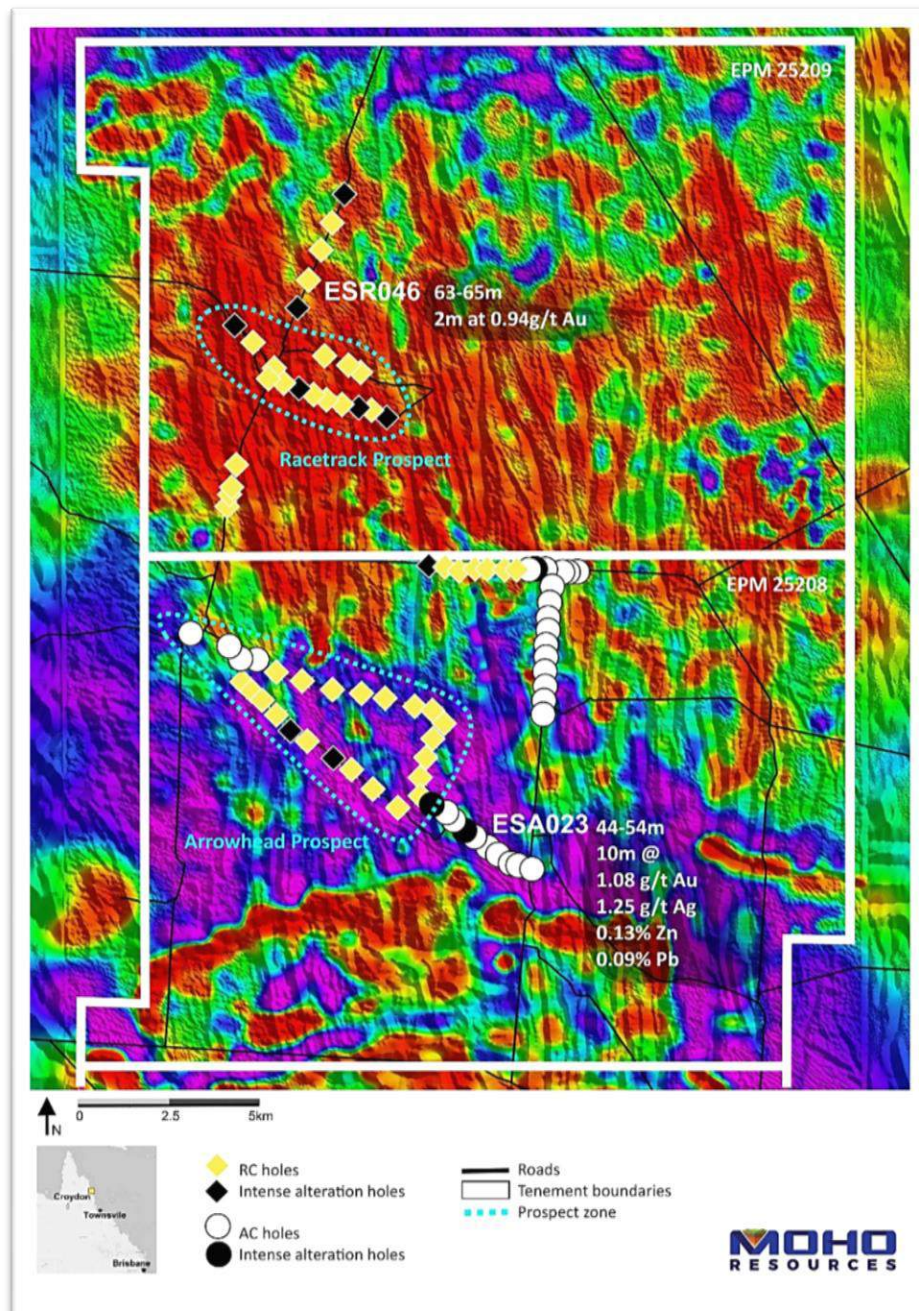 EPM 25209
ESR046
63-65m
2m at 0.94g/t Au
Racetrack Prospect
EPM 25208
ESA023
44-54m
10m @
1.08 g/t Au
1.25 g/t Ag
0.13% Zn
0.09% Pb
Arrowhead Prospect
N
0 2.5 5km
Croydon
Townsvile
Brisbane
RC holes
Intense alteration holes
AC holes
Intense alteration holes
Roads
Tenement boundaries
Prospect zone
MOHO
RESOURCES